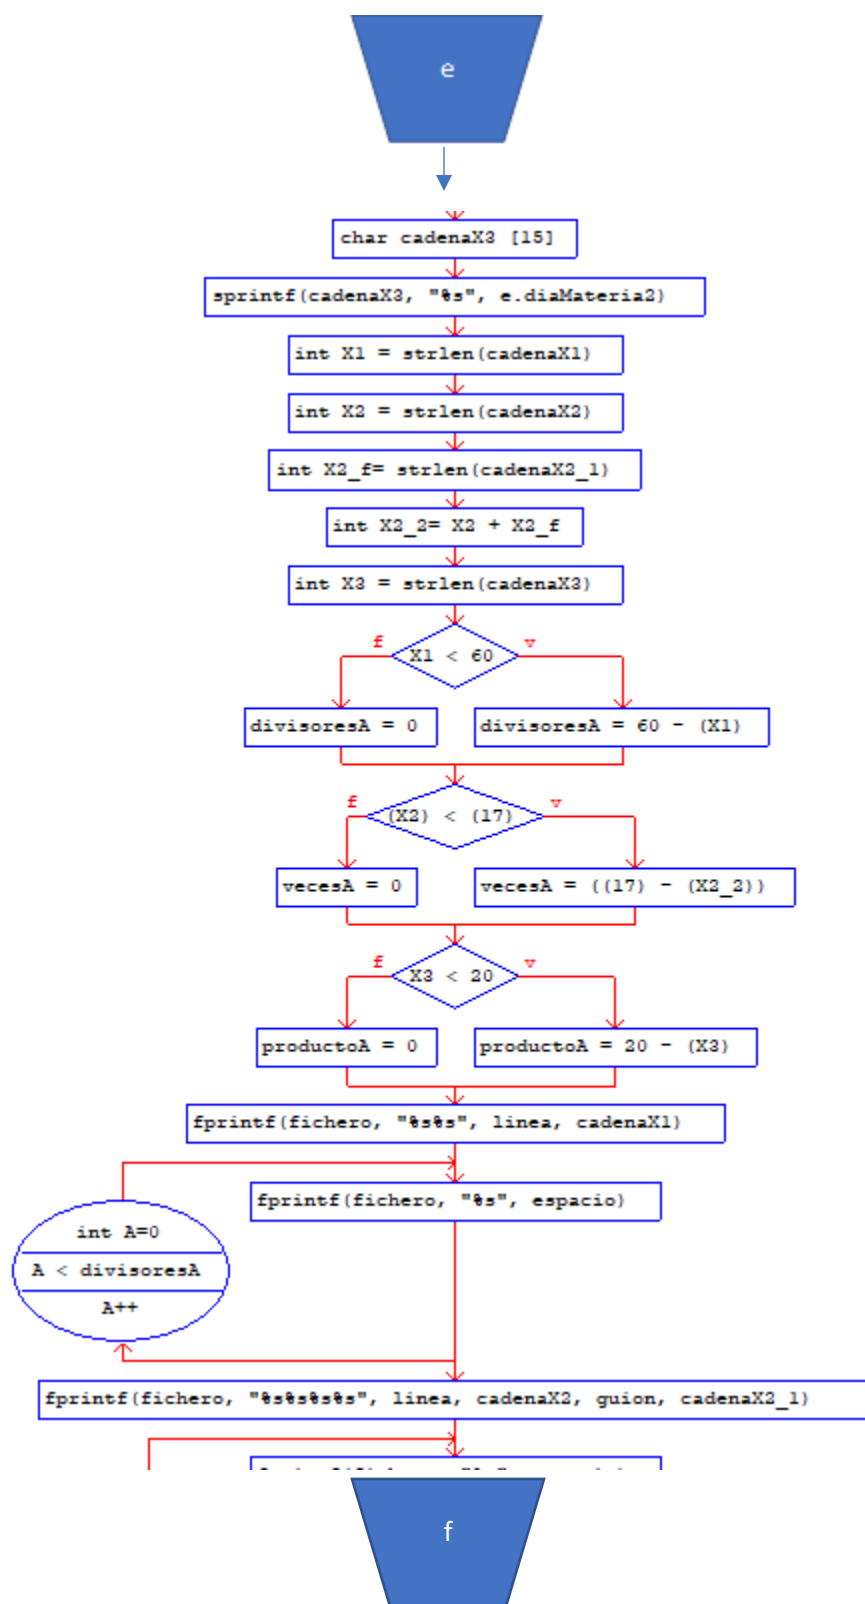 e
char cadenaX3 [15]
sprintf(cadenaX3, "%s", e.diaMateria2)
int X1 = strlen(cadenaX1)
int X2 = strlen(cadenaX2)
int X2_f= strlen(cadenaX2_1)
int X2_2= X2 + X2_f
int X3 = strlen(cadenaX3)
f X1 < 60 v
divisoresA = 0 divisoresA = 60 - (X1)
f (X2) < (17) v
vecesA = 0 vecesA = ((17) - (X2_2))
f X3 < 20 v
productoA = 0 productoA = 20 - (X3)
fprintf(fichero, "%s%s", linea, cadenaX1)
fprintf(fichero, "%s", espacio)
int A=0
A < divisoresA
A++
fprintf(fichero, "%s%s%s%s", linea, cadenaX2, guion, cadenaX2_1)
f